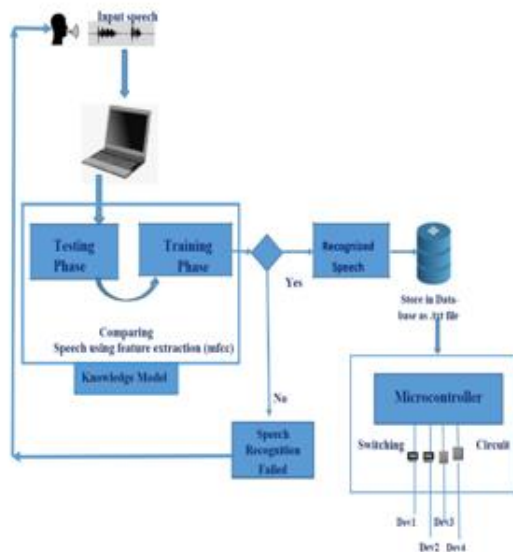 Input speech
Testing
Phase
Training
Phase
Comparing
Speech using feature extraction (mfcc)
Knowledge Model
Yes
No
Recognized
Speech
Store in Data-
base as .txt file
Speech
Recognition
Failed
Microcontroller
Switching
Circuit
Dev1
Dev2
Dev3
Dev4